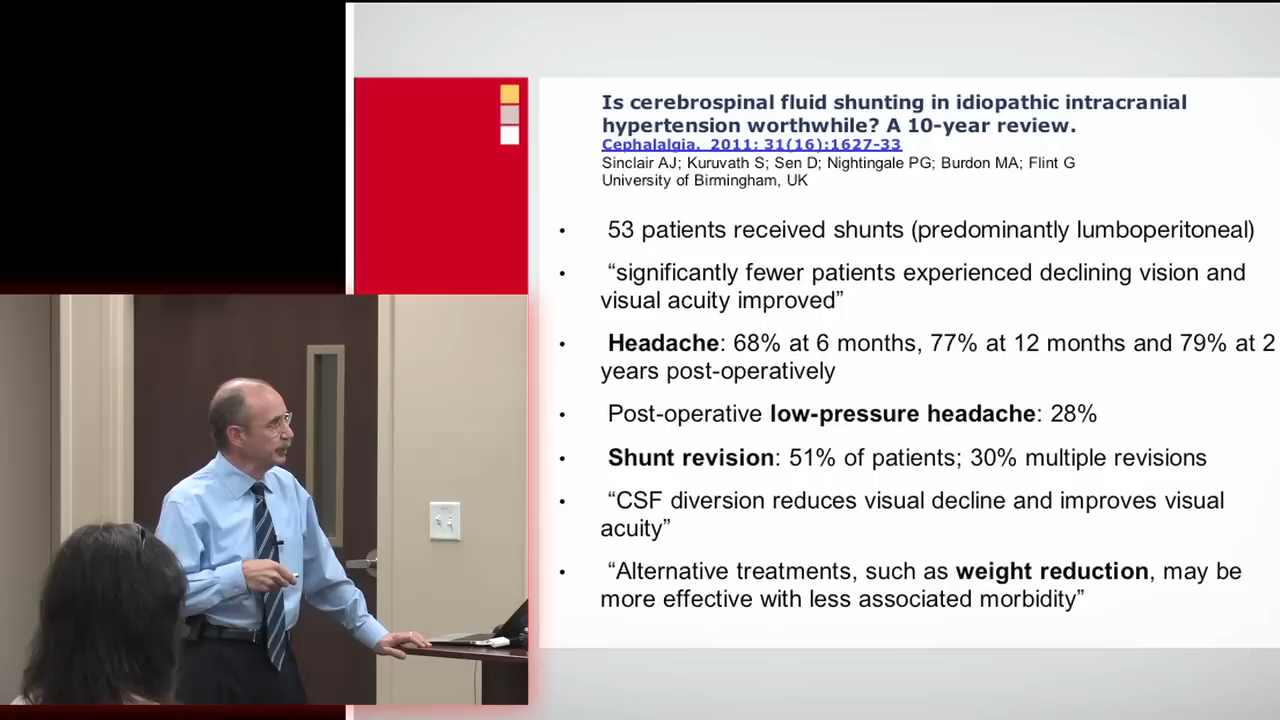 Is cerebrospinal fluid shunting in idiopathic intracranial
hypertension worthwhile? A 10-year review.
Cephalalgia. 2011; 31(16):1627-33
Sinclair AJ; Kuruvath S; Sen D; Nightingale PG; Burdon MA; Flint G
University of Birmingham, UK
• 53 patients received shunts (predominantly lumboperitoneal)
• “significantly fewer patients experienced declining vision and
visual acuity improved”
• Headache: 68% at 6 months, 77% at 12 months and 79% at 2
years post-operatively
• Post-operative low-pressure headache: 28%
• Shunt revision: 51% of patients; 30% multiple revisions
• “CSF diversion reduces visual decline and improves visual
acuity”
• “Alternative treatments, such as weight reduction, may be
more effective with less associated morbidity”